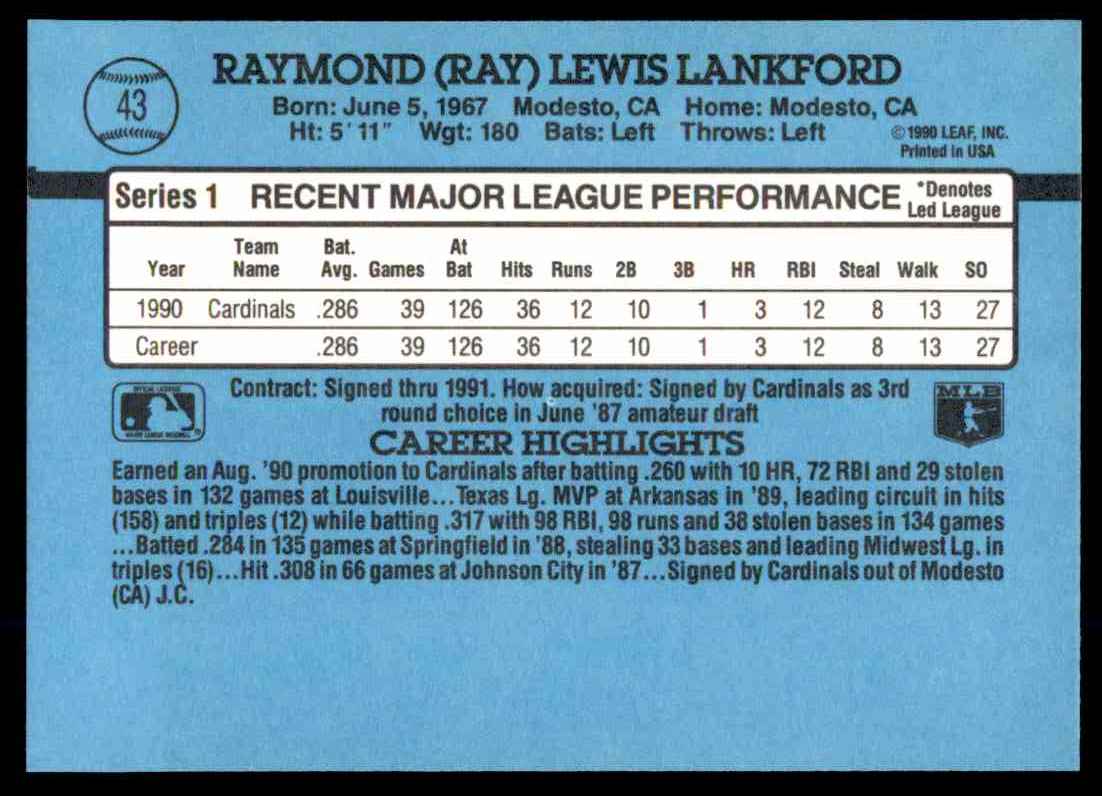 43
RAYMOND (RAY) LEWIS LANKFORD
Born: June 5, 1967 Modesto, CA Home: Modesto, CA
Ht: 5'11" Wgt: 180 Bats: Left Throws: Left
©1990 LEAF, INC.
Printed in USA
Series 1 RECENT MAJOR LEAGUE PERFORMANCE *Denotes
Led League
Team Bat. At
Year Name Avg. Games Bat Hits Runs 2B 3B HR RBI Steal Walk SO
1990 Cardinals .286 39 126 36 12 10 1 3 12 8 13 27
Career .286 39 126 36 12 10 1 3 12 8 13 27
Contract: Signed thru 1991. How acquired: Signed by Cardinals as 3rd
round choice in June '87 amateur draft
MLB
CAREER HIGHLIGHTS
Earned an Aug. '90 promotion to Cardinals after batting .260 with 10 HR, 72 RBI and 29 stolen
bases in 132 games at Louisville...Texas Lg. MVP at Arkansas in '89, leading circuit in hits
(158) and triples (12) while batting .317 with 98 RBI, 98 runs and 38 stolen bases in 134 games
...Batted .284 in 135 games at Springfield in '88, stealing 33 bases and leading Midwest Lg. in
triples (16)...Hit .308 in 66 games at Johnson City in '87...Signed by Cardinals out of Modesto
(CA) J.C.